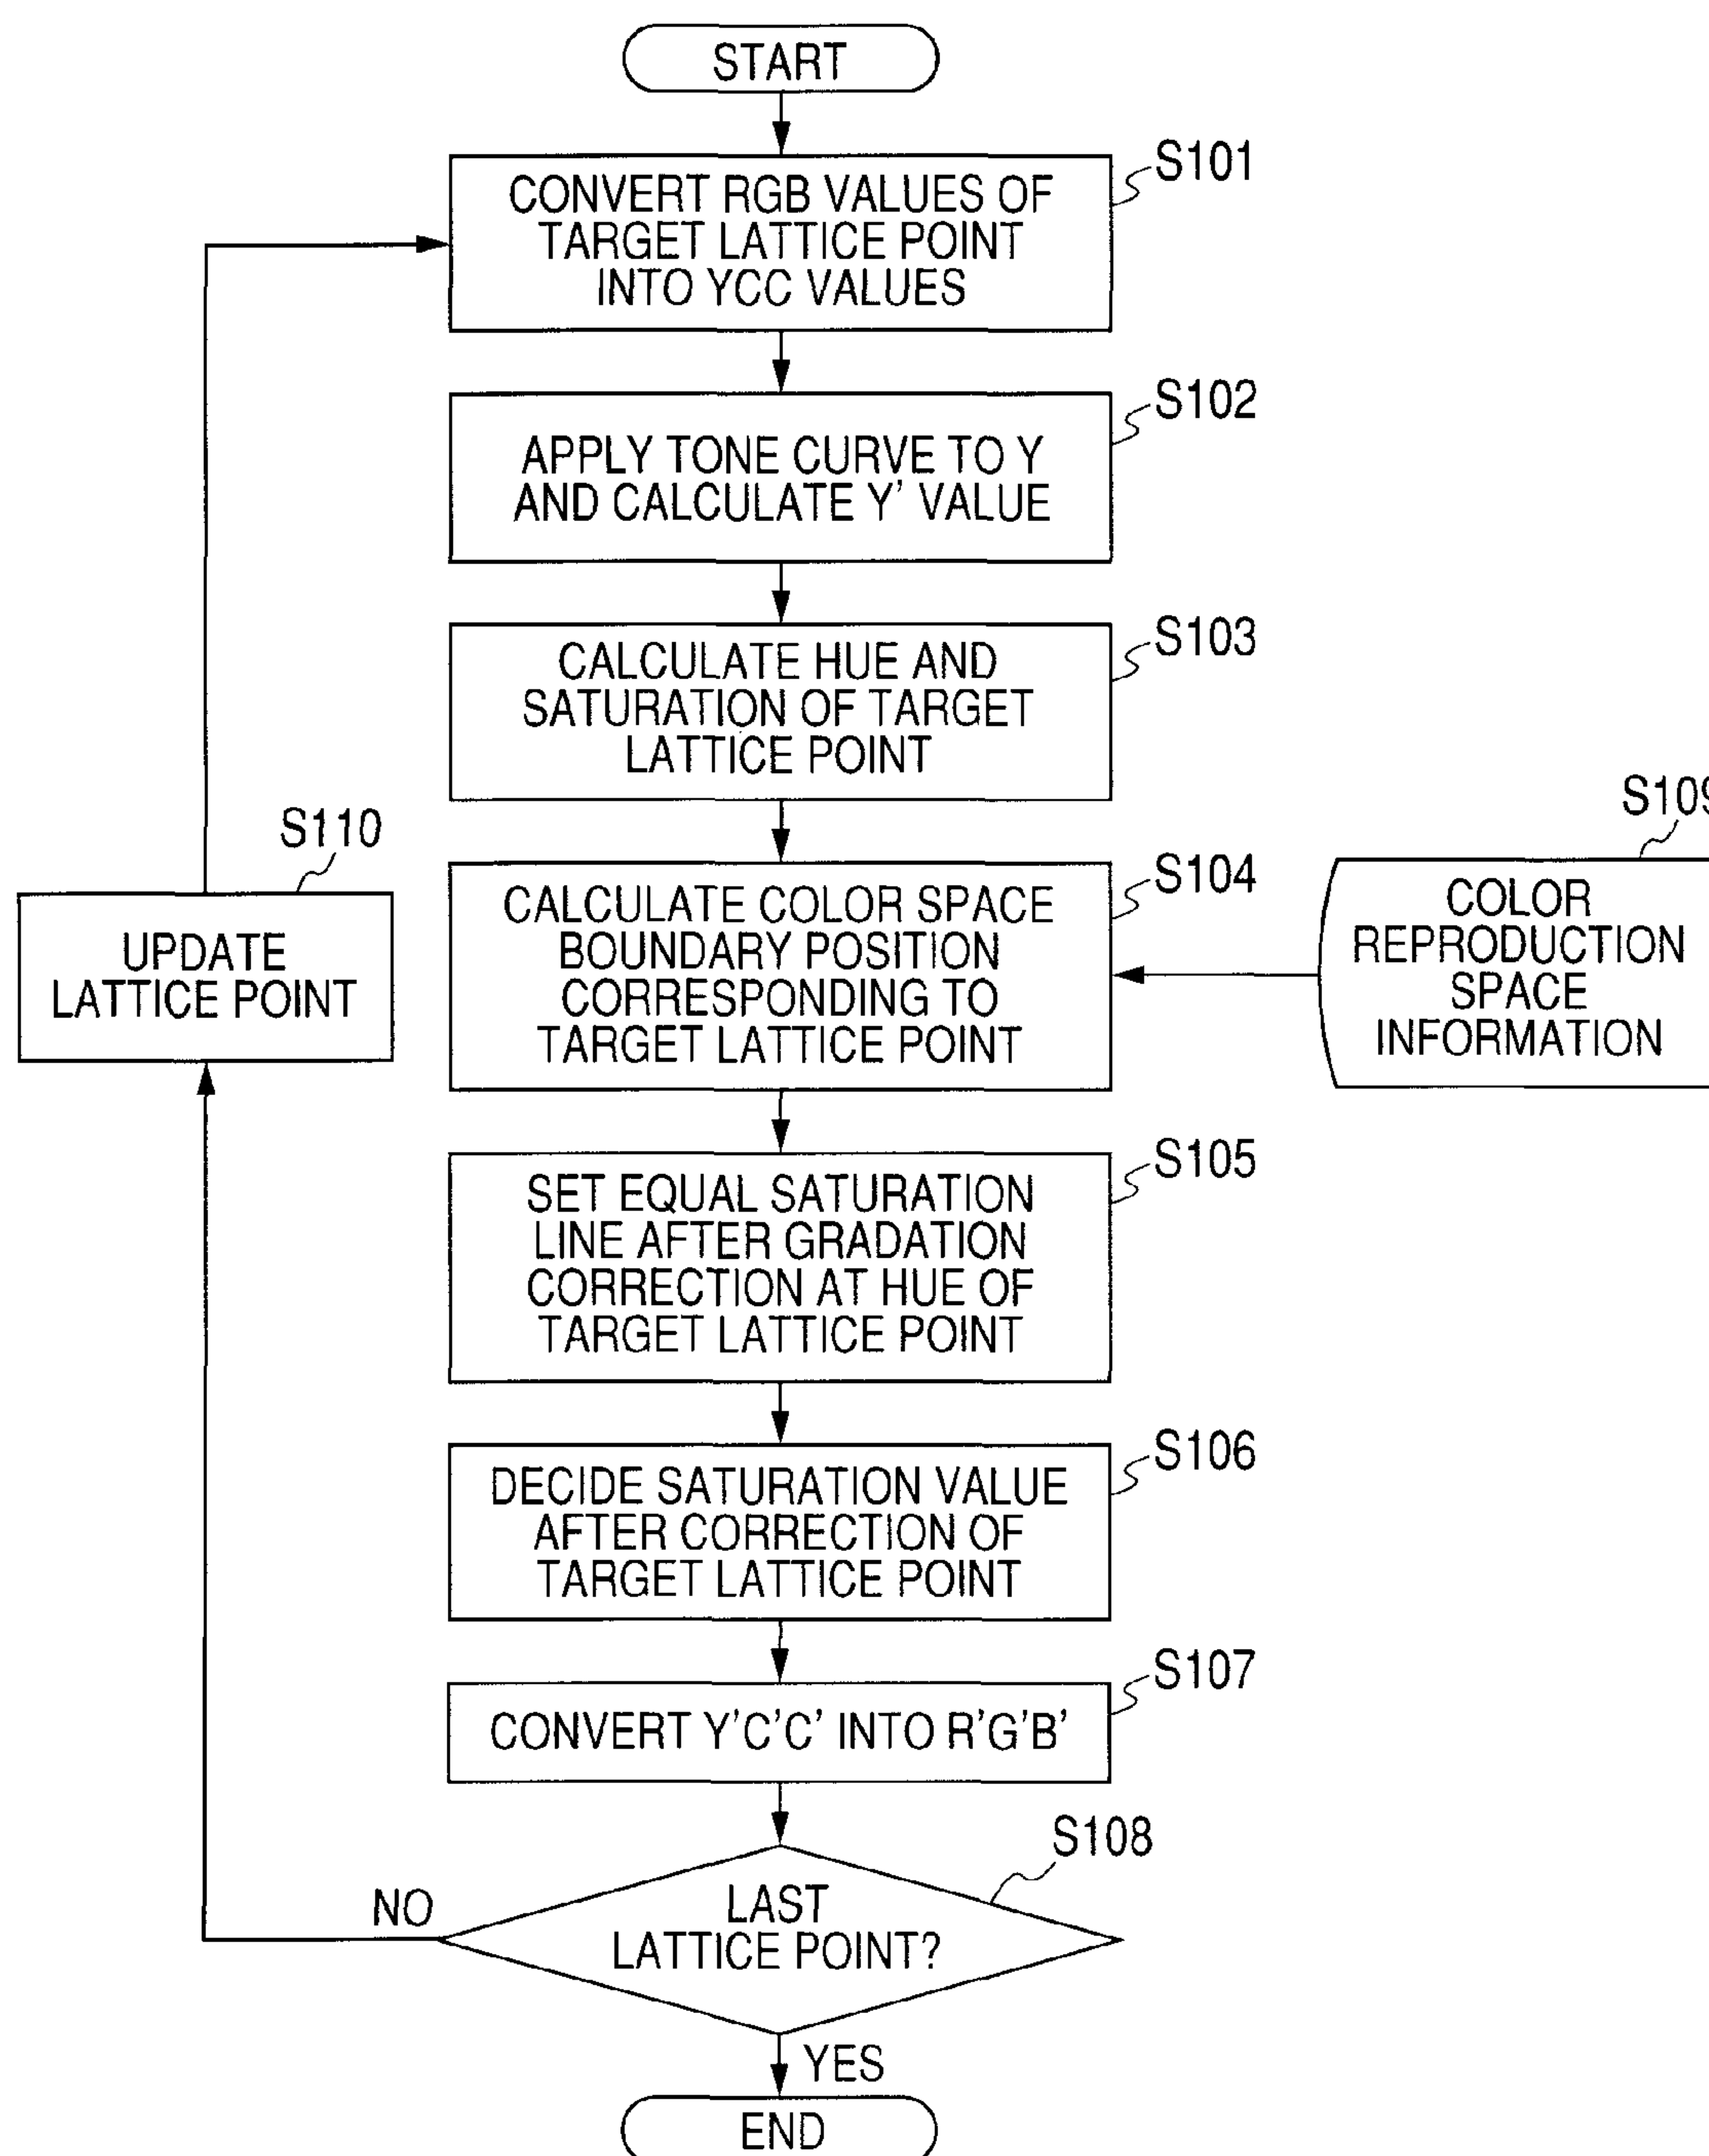 START
S101
CONVERT RGB VALUES OF
TARGET LATTICE POINT
INTO YCC VALUES
S102
APPLY TONE CURVE TO Y
AND CALCULATE Y' VALUE
S103
CALCULATE HUE AND
SATURATION OF TARGET
LATTICE POINT
S104
CALCULATE COLOR SPACE
BOUNDARY POSITION
CORRESPONDING TO
TARGET LATTICE POINT
S109
COLOR
REPRODUCTION
SPACE
INFORMATION
S110
UPDATE
LATTICE POINT
S105
SET EQUAL SATURATION
LINE AFTER GRADATION
CORRECTION AT HUE OF
TARGET LATTICE POINT
S106
DECIDE SATURATION VALUE
AFTER CORRECTION OF
TARGET LATTICE POINT
S107
CONVERT Y'C'C' INTO R'G'B'
S108
LAST
LATTICE POINT?
NO
YES
END